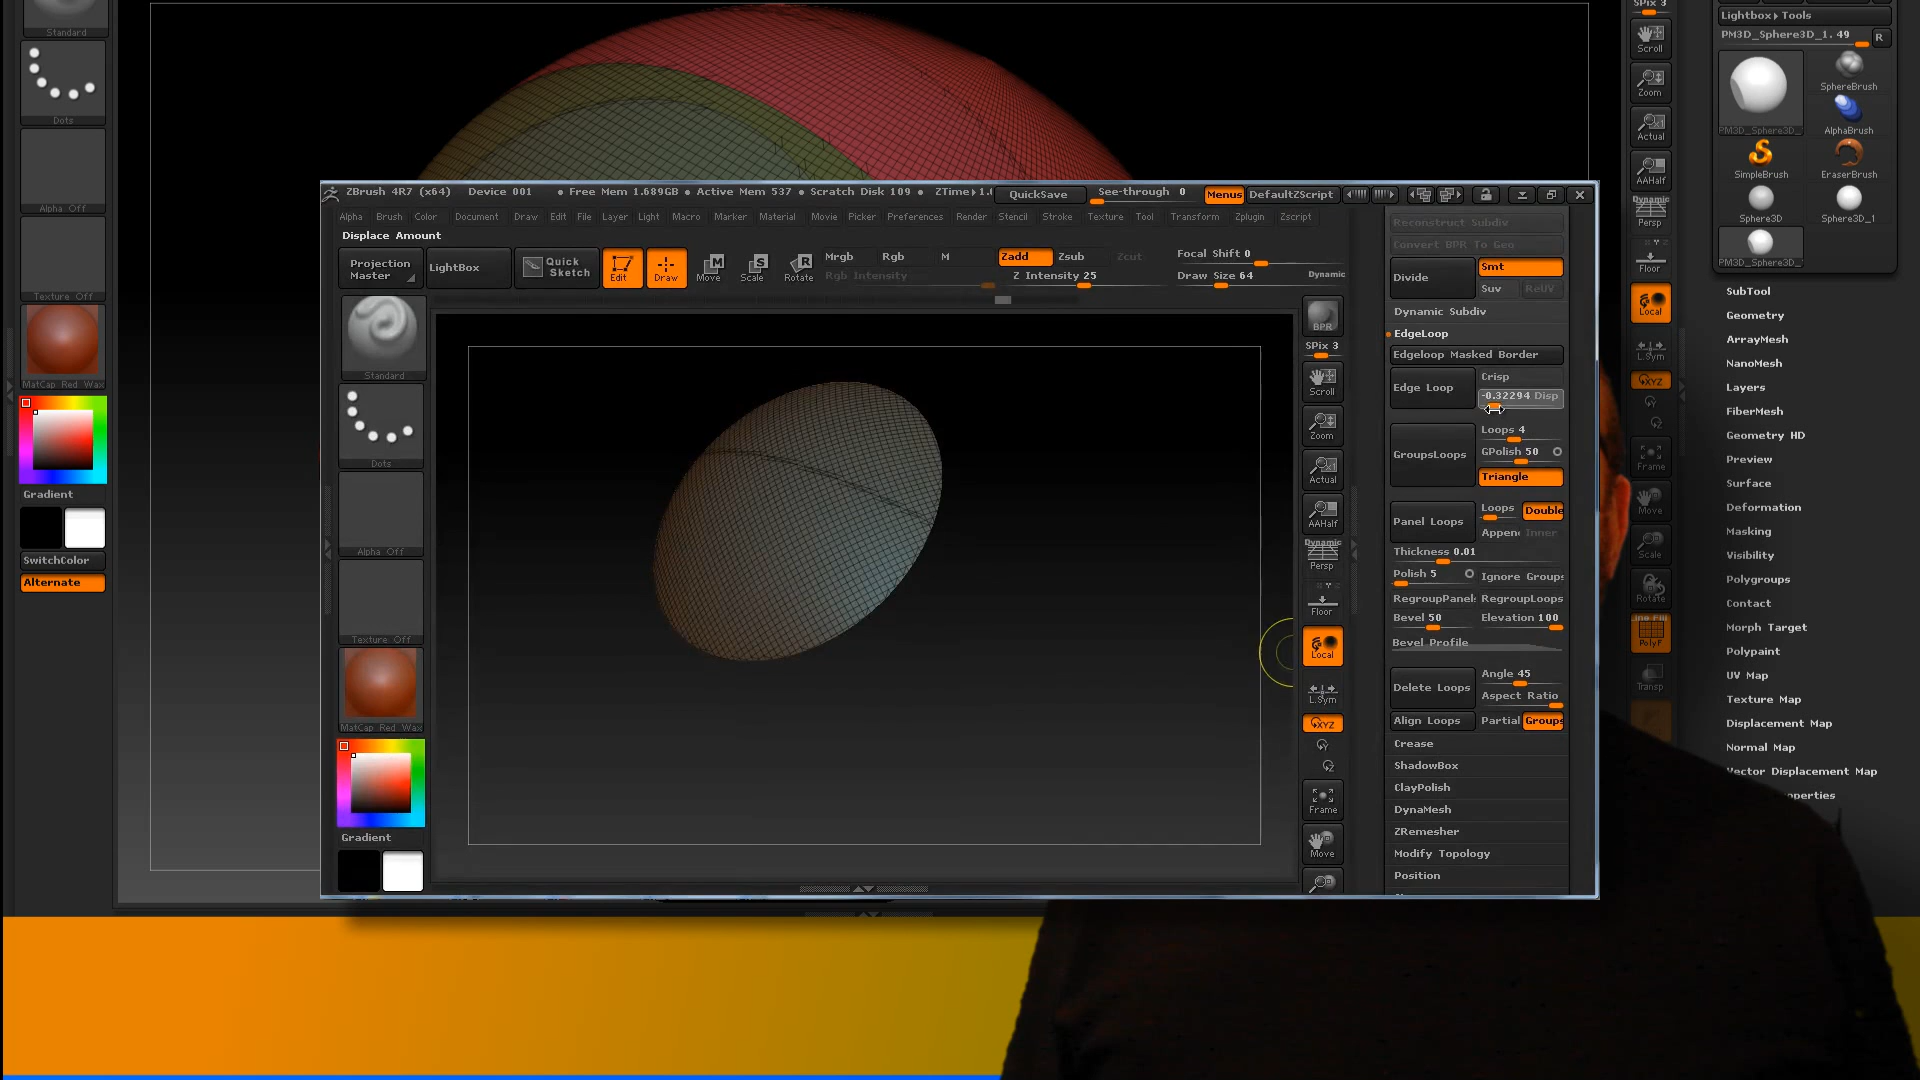 Standard
Dots
Alpha Off
Texture Off
MatCap Red Wax
Gradient
SwitchColor
Alternate
ZBrush 4R7 (x64) Device 001 • Free Mem 1.689GB • Active Mem 537 • Scratch Disk 109 • ZTime 1.
QuickSave
See-through 0
Menus
DefaultZScript
Alpha Brush Color Document Draw Edit File Layer Light Macro Marker Material Movie Picker Preferences Render Stencil Stroke Texture Tool Transform Zplugin Zscript
Displace Amount
Projection Master
LightBox
Quick Sketch
Edit
Draw
Move
Scale
Rotate
Mrgb Rgb M
Rgb Intensity
Zadd Zsub Zcut
Z Intensity 25
Focal Shift 0
Draw Size 64
Dynamic
Standard
Dots
Alpha Off
Texture Off
MatCap Red Wax
Gradient
BPR
SPix 3
Scroll
Zoom
Actual
AAHalf
Dynamic
Persp
Floor
Local
L.Sym
XYZ
Frame
Move
Reconstruct Subdiv
Convert BPR To Geo
Divide
Smt
Suv
ReUV
Dynamic Subdiv
EdgeLoop
Edgeloop Masked Border
Edge Loop
Crisp
-0.32294 Disp
GroupsLoops
Loops 4
GPolish 50
Triangle
Panel Loops
Loops
Double
Append
Inner
Thickness 0.01
Polish 5
Ignore Groups
RegroupPanels
RegroupLoops
Bevel 50
Elevation 100
Bevel Profile
Delete Loops
Angle 45
Aspect Ratio
Align Loops
Partial
Groups
Crease
ShadowBox
ClayPolish
DynaMesh
ZRemesher
Modify Topology
Position
SPix 3
Scroll
Zoom
Actual
AAHalf
Dynamic
Persp
Floor
Local
L.Sym
XYZ
Frame
Move
Scale
Rotate
Line Fill
PolyF
Transp
Lightbox▸Tools
PM3D_Sphere3D_1. 49
R
PM3D_Sphere3D_
SphereBrush
AlphaBrush
SimpleBrush
EraserBrush
Sphere3D
Sphere3D_1
PM3D_Sphere3D_
SubTool
Geometry
ArrayMesh
NanoMesh
Layers
FiberMesh
Geometry HD
Preview
Surface
Deformation
Masking
Visibility
Polygroups
Contact
Morph Target
Polypaint
UV Map
Texture Map
Displacement Map
Normal Map
Vector Displacement Map
operties